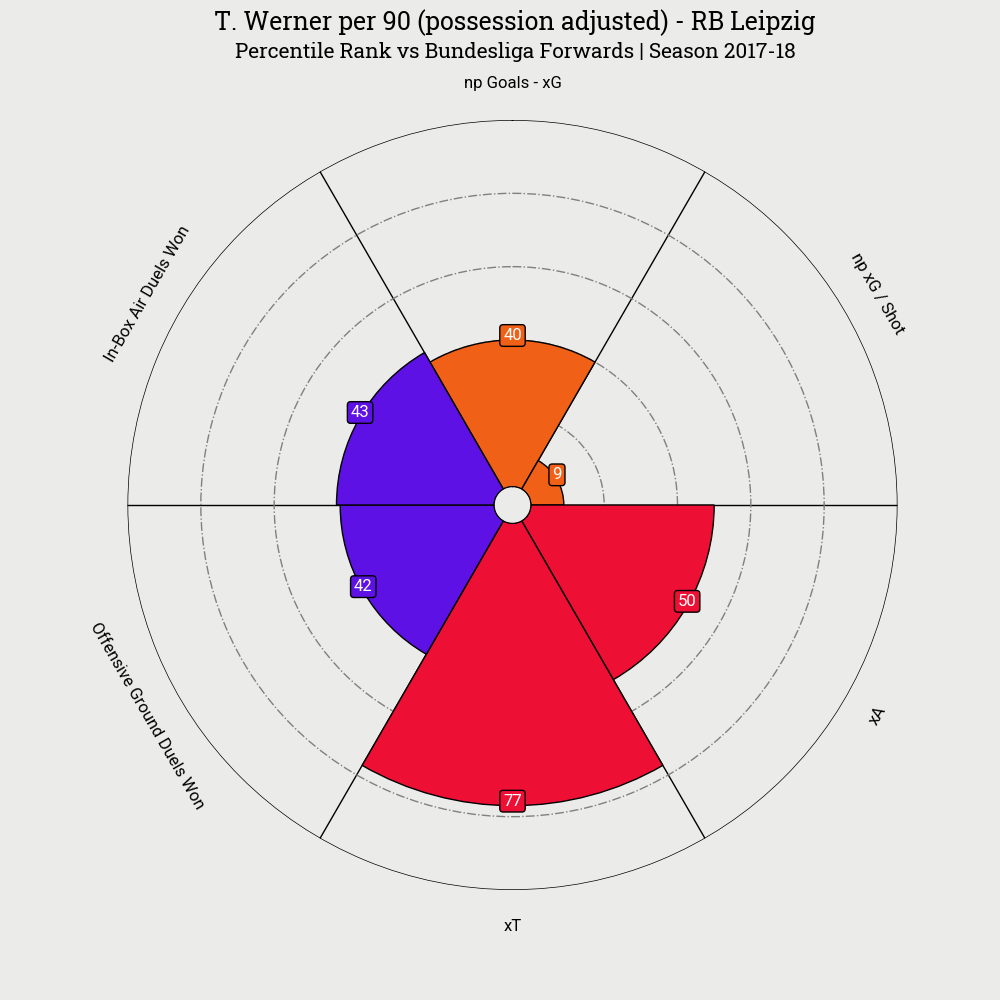 T. Werner per 90 (possession adjusted) - RB Leipzig
Percentile Rank vs Bundesliga Forwards | Season 2017-18
np Goals - xG
In-Box Air Duels Won
np xG / Shot
40
43
9
42
50
Offensive Ground Duels Won
xA
77
xT